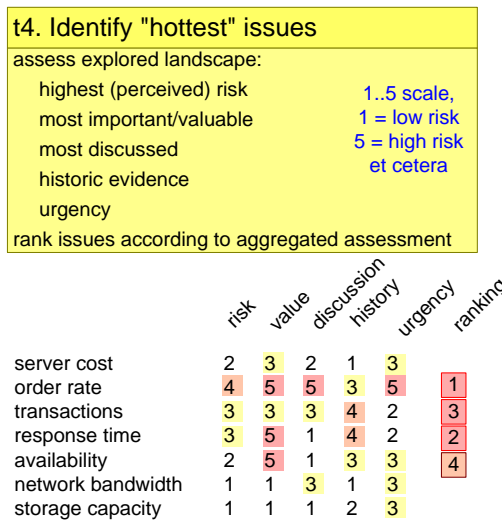 t4. Identify "hottest" issues
assess explored landscape:
highest (perceived) risk
most important/valuable
most discussed
historic evidence
urgency
rank issues according to aggregated assessment
1..5 scale,
1 = low risk
5 = high risk
et cetera
risk value discussion history urgency ranking
server cost 2 3 2 1 3
order rate 4 5 5 3 5 1
transactions 3 3 3 4 2 3
response time 3 5 1 4 2 2
availability 2 5 1 3 3 4
network bandwidth 1 1 3 1 3
storage capacity 1 1 1 2 3